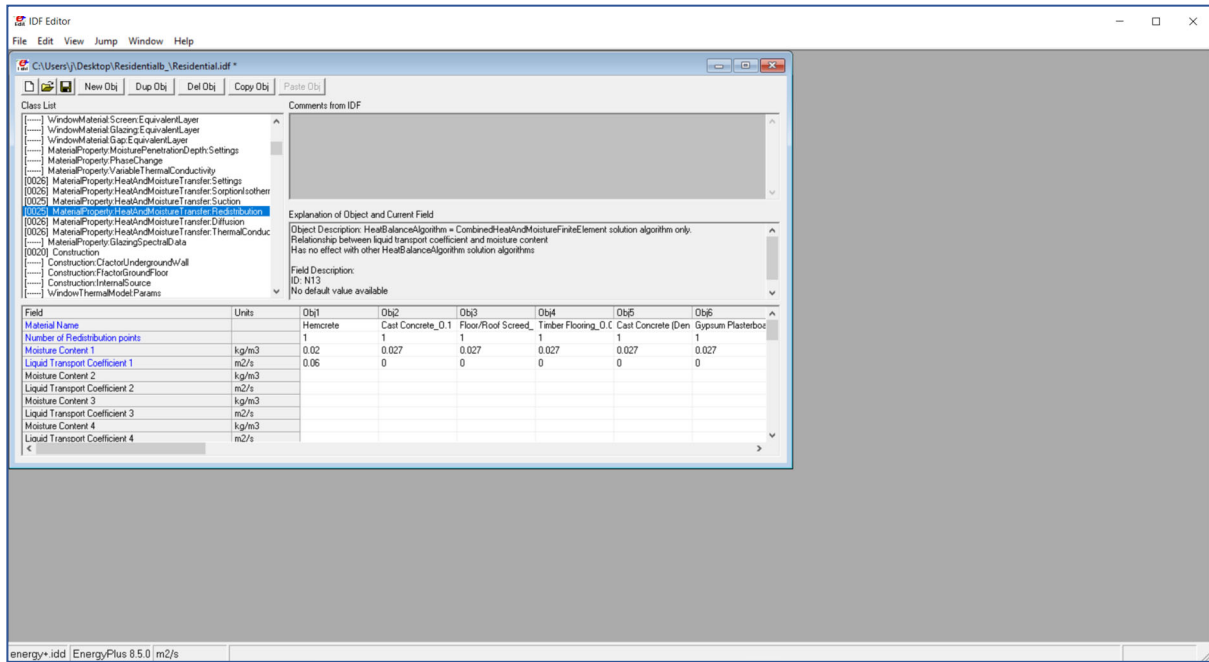 IDF Editor
File Edit View Jump Window Help
C:\Users\j\Desktop\Residentialb_\Residential.idf *
New Obj Dup Obj Del Obj Copy Obj Paste Obj
Class List Comments from IDF
[------] WindowMaterial:Screen:EquivalentLayer
[------] WindowMaterial:Glazing:EquivalentLayer
[------] WindowMaterial:Gap:EquivalentLayer
[------] MaterialProperty:MoisturePenetrationDepth:Settings
[------] MaterialProperty:PhaseChange
[------] MaterialProperty:VariableThermalConductivity
[0026] MaterialProperty:HeatAndMoistureTransfer:Settings
[0026] MaterialProperty:HeatAndMoistureTransfer:SorptionIsotherm
[0025] MaterialProperty:HeatAndMoistureTransfer:Suction
[0025] MaterialProperty:HeatAndMoistureTransfer:Redistribution
[0026] MaterialProperty:HeatAndMoistureTransfer:Diffusion
[0026] MaterialProperty:HeatAndMoistureTransfer:ThermalConduc
[------] MaterialProperty:GlazingSpectralData
[0020] Construction
[------] Construction:CfactorUndergroundWall
[------] Construction:FfactorGroundFloor
[------] Construction:InternalSource
[------] WindowThermalModel:Params
Explanation of Object and Current Field
Object Description: HeatBalanceAlgorithm = CombinedHeatAndMoistureFiniteElement solution algorithm only.
Relationship between liquid transport coefficient and moisture content
Has no effect with other HeatBalanceAlgorithm solution algorithms
Field Description:
ID: N13
No default value available
Field Units Obj1 Obj2 Obj3 Obj4 Obj5 Obj6
Material Name Hemcrete Cast Concrete_0.1 Floor/Roof Screed_ Timber Flooring_0.0 Cast Concrete (Den Gypsum Plasterboa
Number of Redistribution points 1 1 1 1 1 1
Moisture Content 1 kg/m3 0.02 0.027 0.027 0.027 0.027 0.027
Liquid Transport Coefficient 1 m2/s 0.06 0 0 0 0 0
Moisture Content 2 kg/m3
Liquid Transport Coefficient 2 m2/s
Moisture Content 3 kg/m3
Liquid Transport Coefficient 3 m2/s
Moisture Content 4 kg/m3
Liquid Transport Coefficient 4 m2/s
energy+.idd EnergyPlus 8.5.0 m2/s